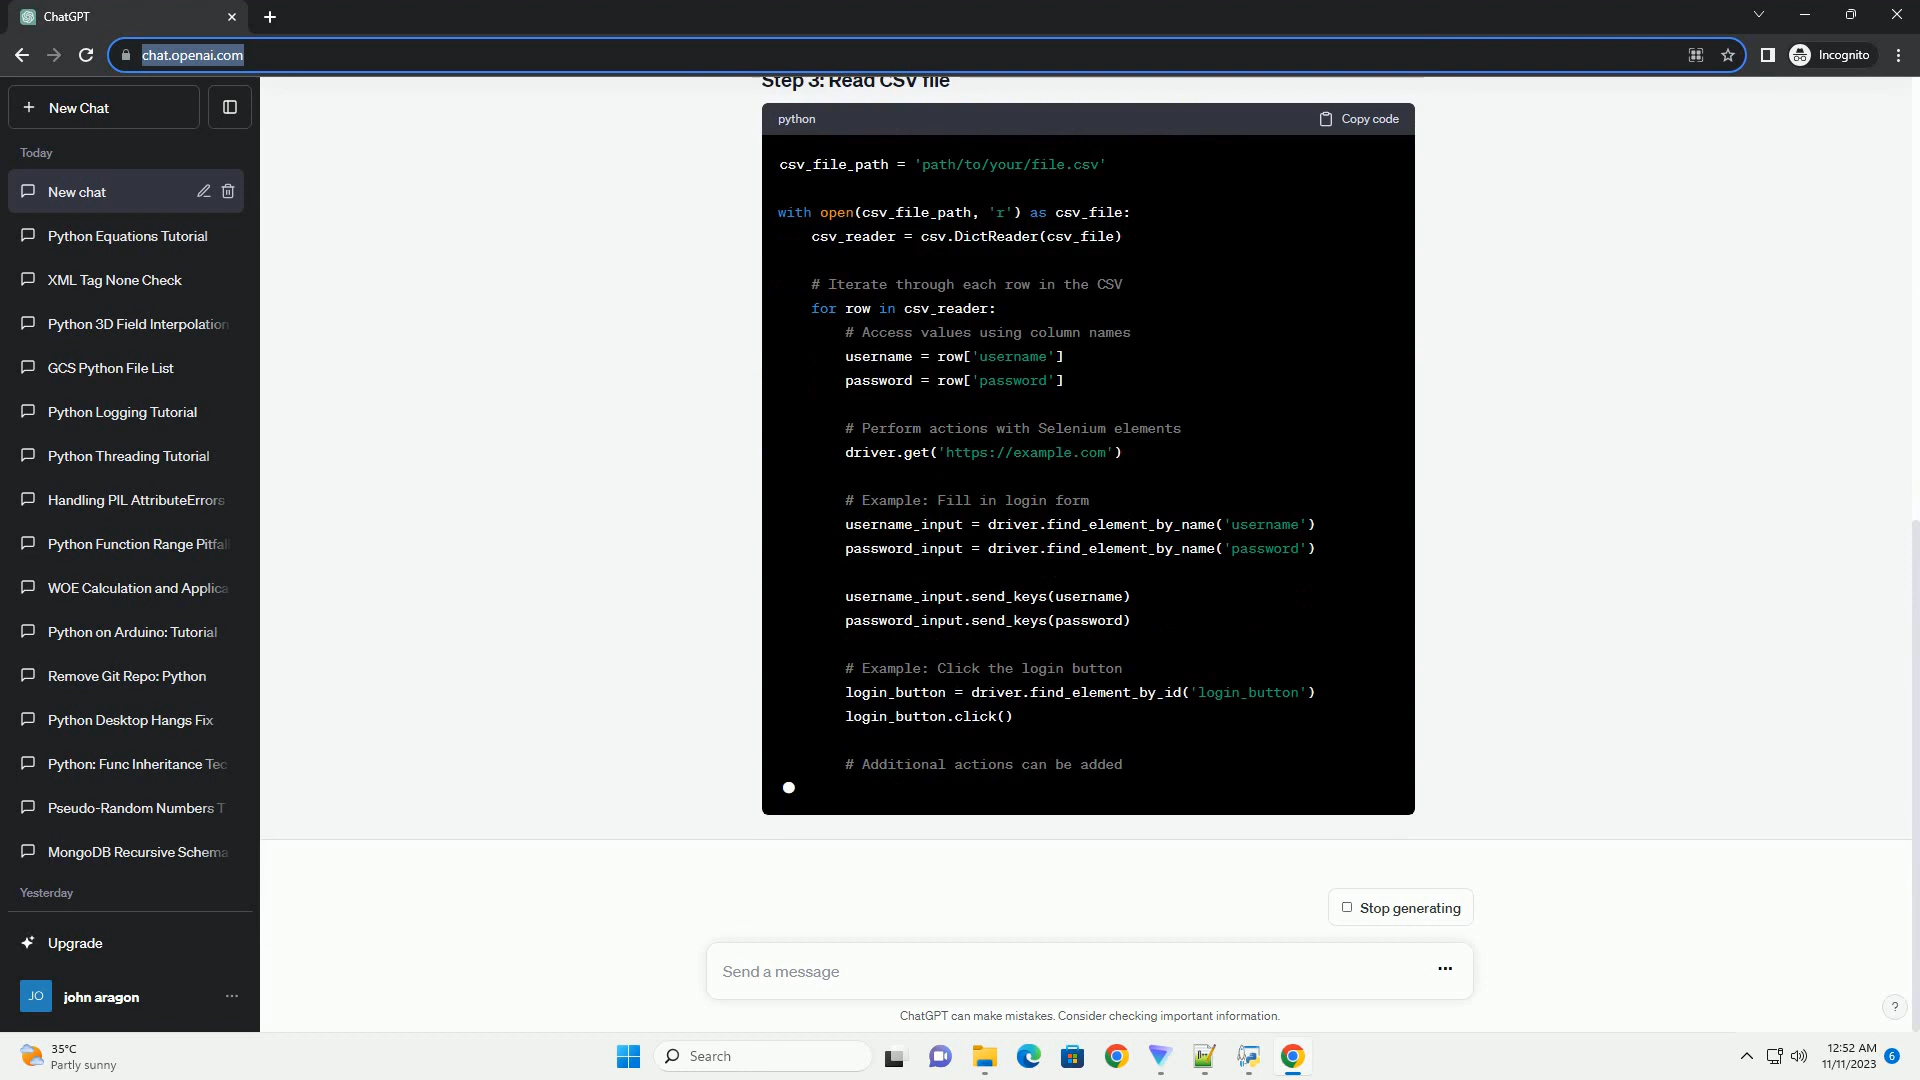 ChatGPT
chat.openai.com
Incognito
New Chat
Today
New chat
Python Equations Tutorial
XML Tag None Check
Python 3D Field Interpolation
GCS Python File List
Python Logging Tutorial
Python Threading Tutorial
Handling PIL AttributeErrors
Python Function Range Pitfal
WOE Calculation and Applica
Python on Arduino: Tutorial
Remove Git Repo: Python
Python Desktop Hangs Fix
Python: Func Inheritance Tec
Pseudo-Random Numbers T
MongoDB Recursive Schema
Yesterday
Upgrade
JO
john aragon
Step 3: Read CSV file
python
Copy code
csv_file_path = 'path/to/your/file.csv'
with open(csv_file_path, 'r') as csv_file:
csv_reader = csv.DictReader(csv_file)
# Iterate through each row in the CSV
for row in csv_reader:
# Access values using column names
username = row['username']
password = row['password']
# Perform actions with Selenium elements
driver.get('https://example.com')
# Example: Fill in login form
username_input = driver.find_element_by_name('username')
password_input = driver.find_element_by_name('password')
username_input.send_keys(username)
password_input.send_keys(password)
# Example: Click the login button
login_button = driver.find_element_by_id('login_button')
login_button.click()
# Additional actions can be added
Stop generating
Send a message
ChatGPT can make mistakes. Consider checking important information.
?
35°C
Partly sunny
Search
12:52 AM
11/11/2023
6